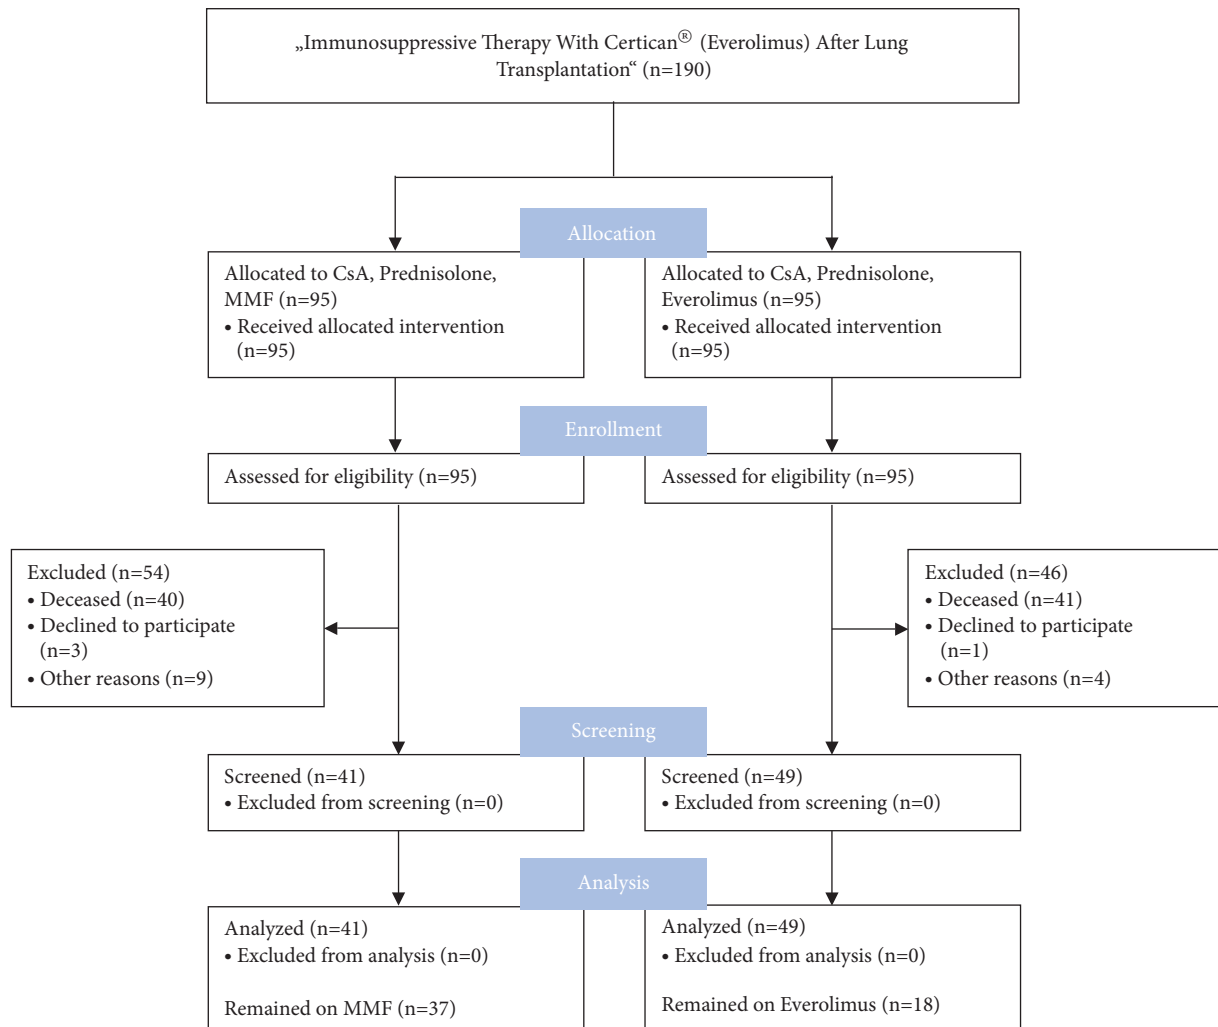 „Immunosuppressive Therapy With Certican® (Everolimus) After Lung
Transplantation“ (n=190)
Allocation
Allocated to CsA, Prednisolone,
MMF (n=95)
• Received allocated intervention
(n=95)
Allocated to CsA, Prednisolone,
Everolimus (n=95)
• Received allocated intervention
(n=95)
Enrollment
Assessed for eligibility (n=95)
Assessed for eligibility (n=95)
Excluded (n=54)
• Deceased (n=40)
• Declined to participate
(n=3)
• Other reasons (n=9)
Excluded (n=46)
• Deceased (n=41)
• Declined to participate
(n=1)
• Other reasons (n=4)
Screening
Screened (n=41)
• Excluded from screening (n=0)
Screened (n=49)
• Excluded from screening (n=0)
Analysis
Analyzed (n=41)
• Excluded from analysis (n=0)
Remained on MMF (n=37)
Analyzed (n=49)
• Excluded from analysis (n=0)
Remained on Everolimus (n=18)